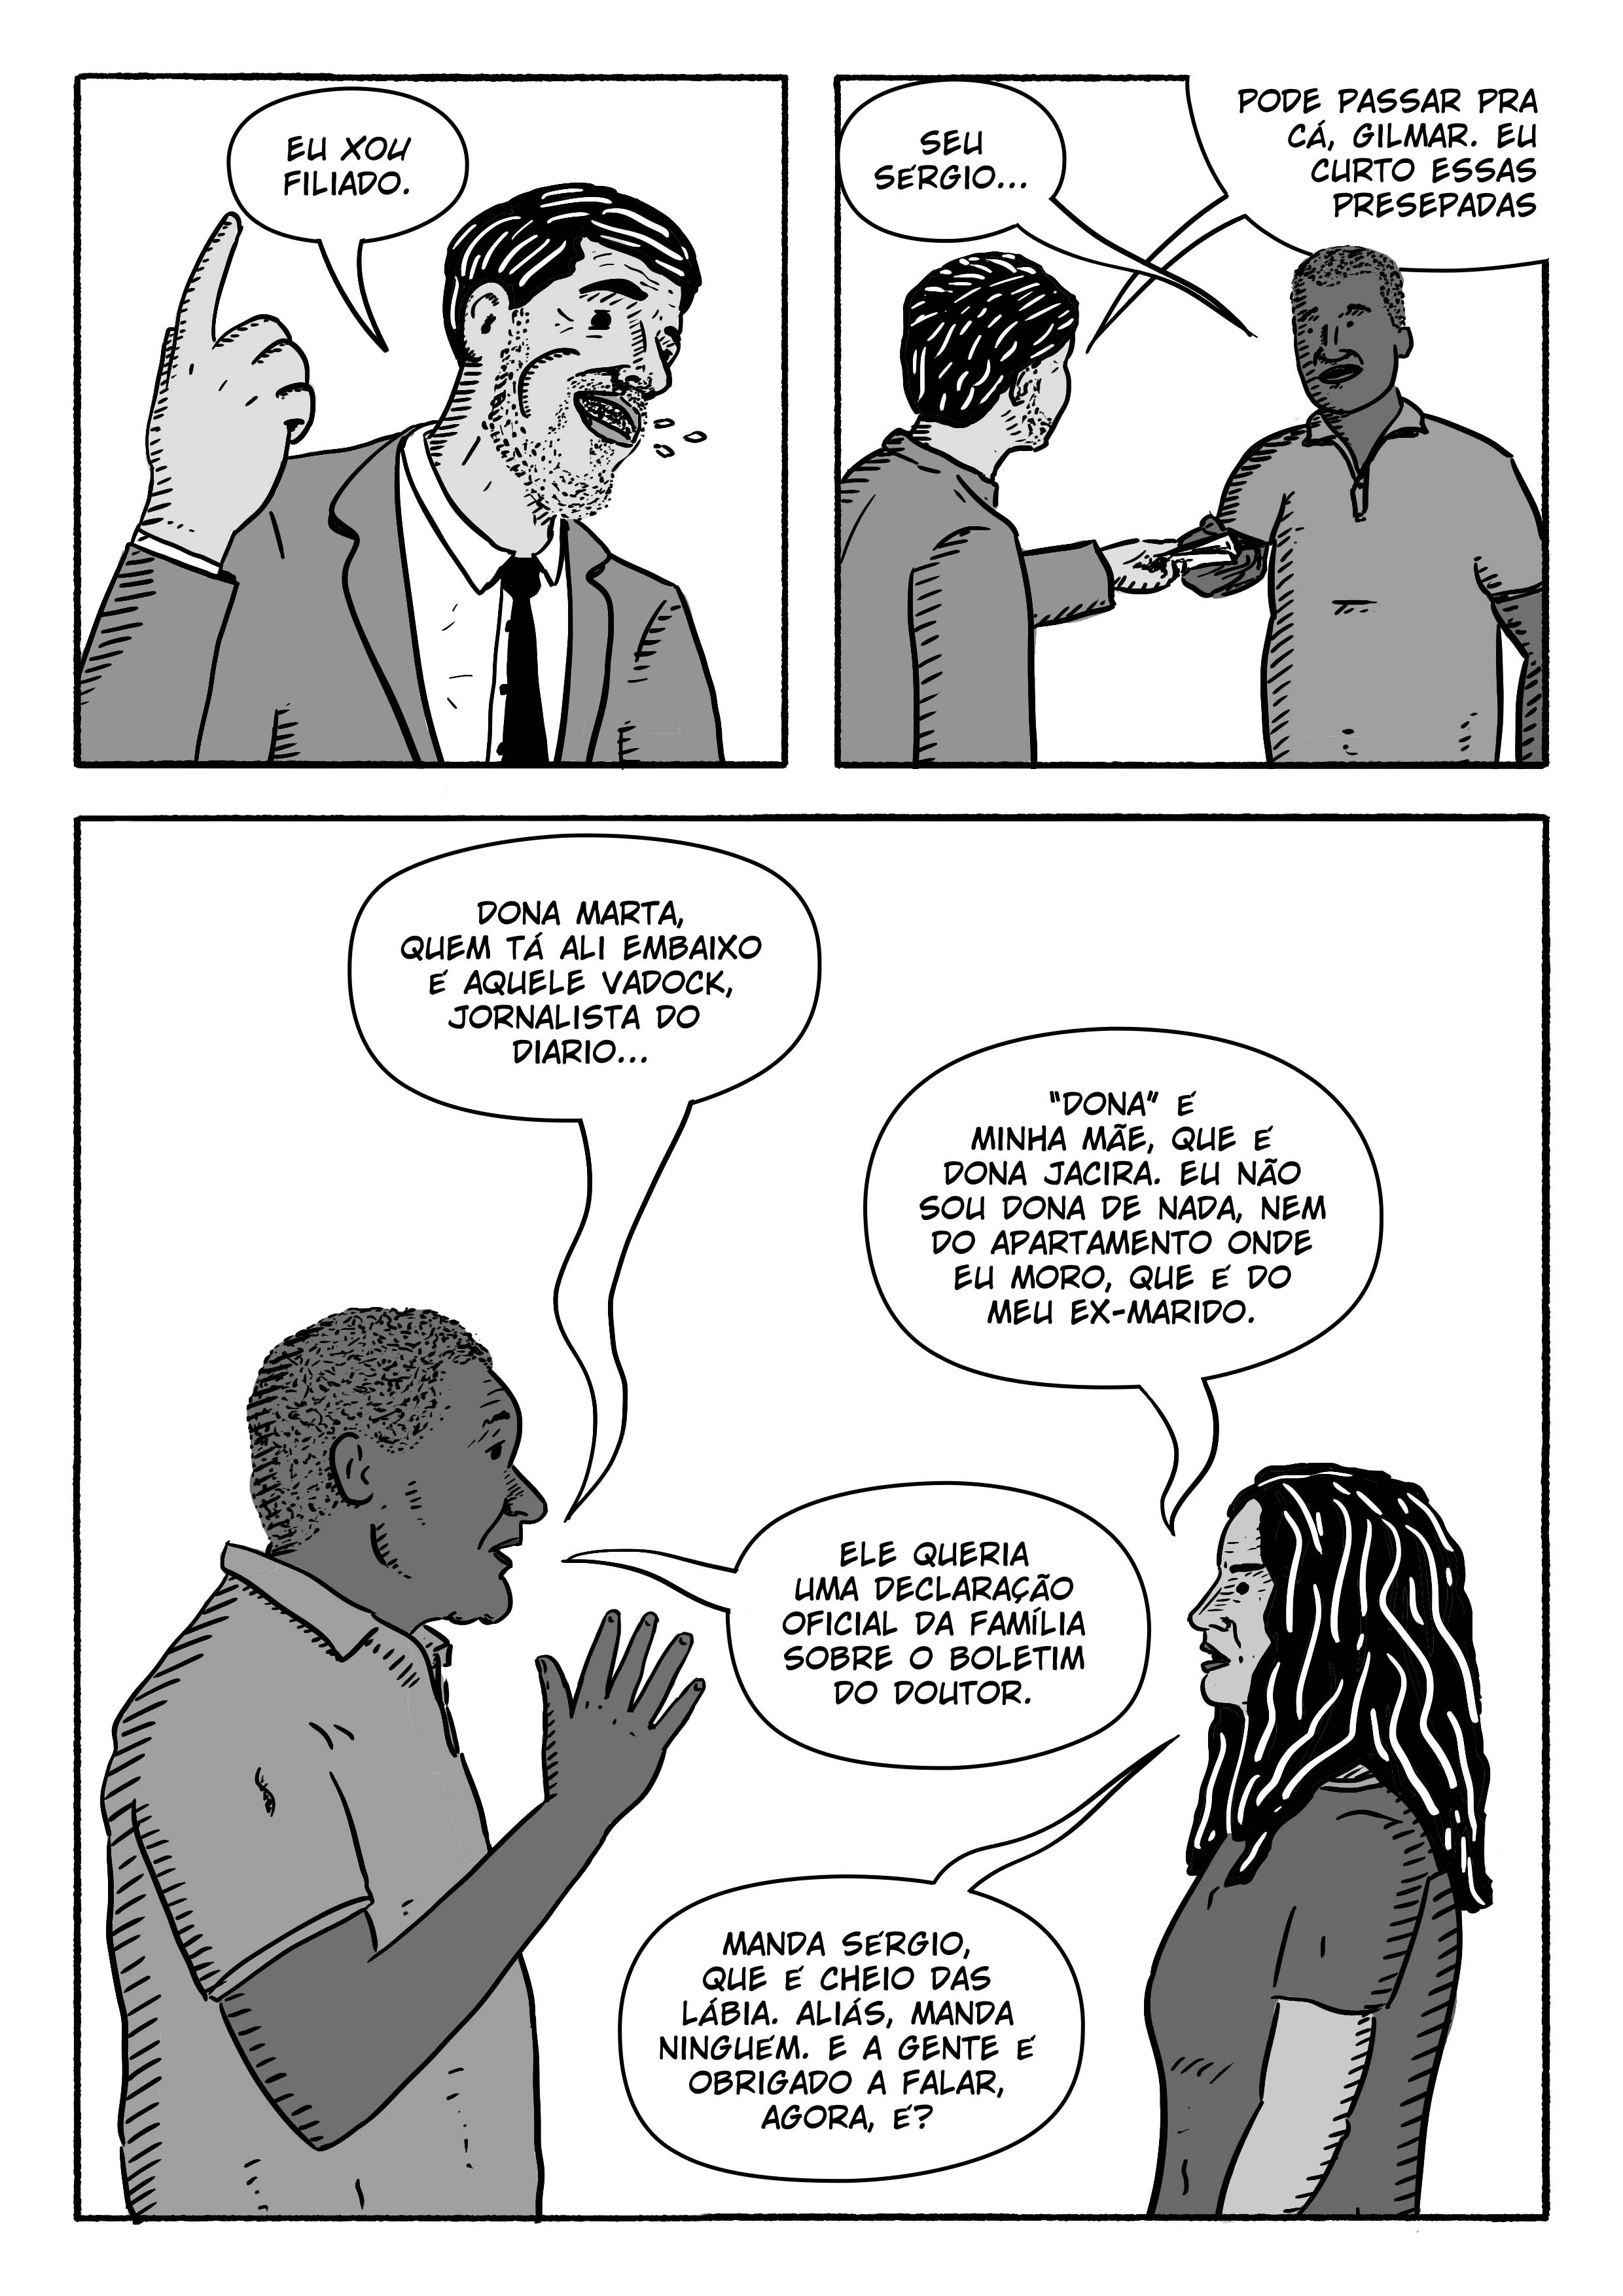 EU XOU
FILIADO.
SEU
SÉRGIO...
PODE PASSAR PRA
CÁ, GILMAR. EU
CURTO ESSAS
PRESEPADAS
DONA MARTA,
QUEM TÁ ALI EMBAIXO
É AQUELE VADOCK,
JORNALISTA DO
DIARIO...
"DONA" É
MINHA MÃE, QUE É
DONA JACIRA. EU NÃO
SOU DONA DE NADA, NEM
DO APARTAMENTO ONDE
EU MORO, QUE É DO
MEU EX-MARIDO.
ELE QUERIA
UMA DECLARAÇÃO
OFICIAL DA FAMÍLIA
SOBRE O BOLETIM
DO DOUTOR.
MANDA SÉRGIO,
QUE É CHEIO DAS
LÁBIA. ALIÁS, MANDA
NINGUÉM. E A GENTE É
OBRIGADO A FALAR,
AGORA, É?